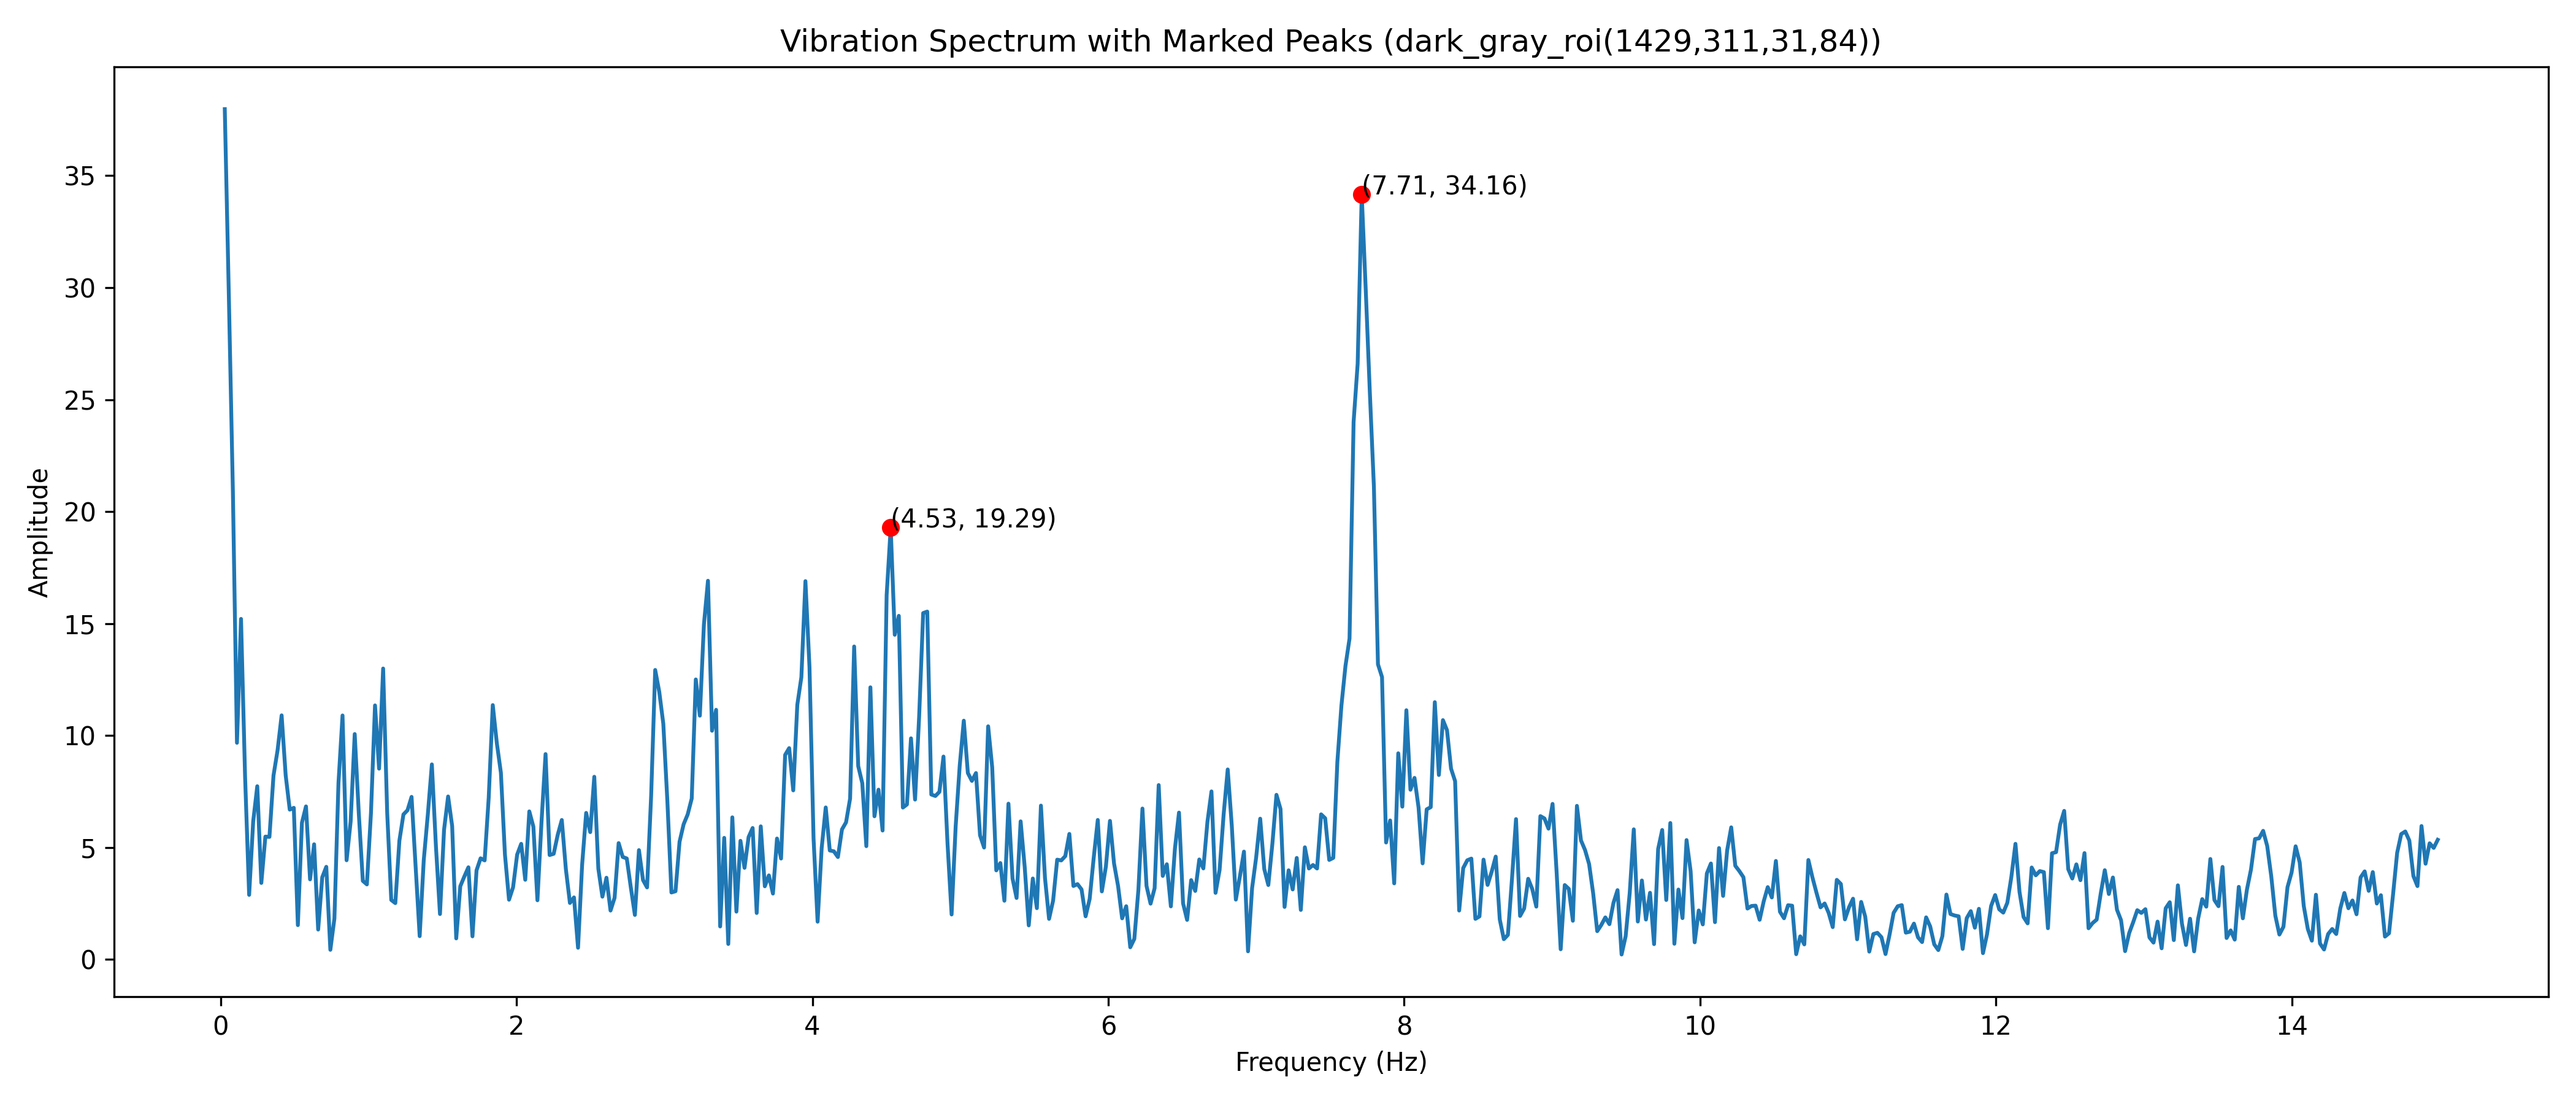 Vibration Spectrum with Marked Peaks (dark_gray_roi(1429,311,31,84))
35
(7.71, 34.16)
30
25
20
(4.53, 19.29)
15
10
5
0
Amplitude
0 2 4 6 8 10 12 14
Frequency (Hz)